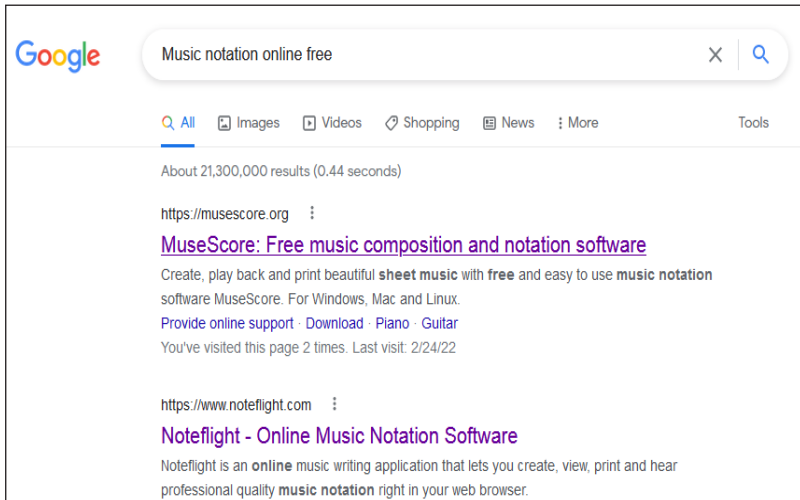 Google
Music notation online free
All Images Videos Shopping News More Tools
About 21,300,000 results (0.44 seconds)
https://musescore.org
MuseScore: Free music composition and notation software
Create, play back and print beautiful sheet music with free and easy to use music notation
software MuseScore. For Windows, Mac and Linux.
Provide online support · Download · Piano · Guitar
You've visited this page 2 times. Last visit: 2/24/22
https://www.noteflight.com
Noteflight - Online Music Notation Software
Noteflight is an online music writing application that lets you create, view, print and hear
professional quality music notation right in your web browser.